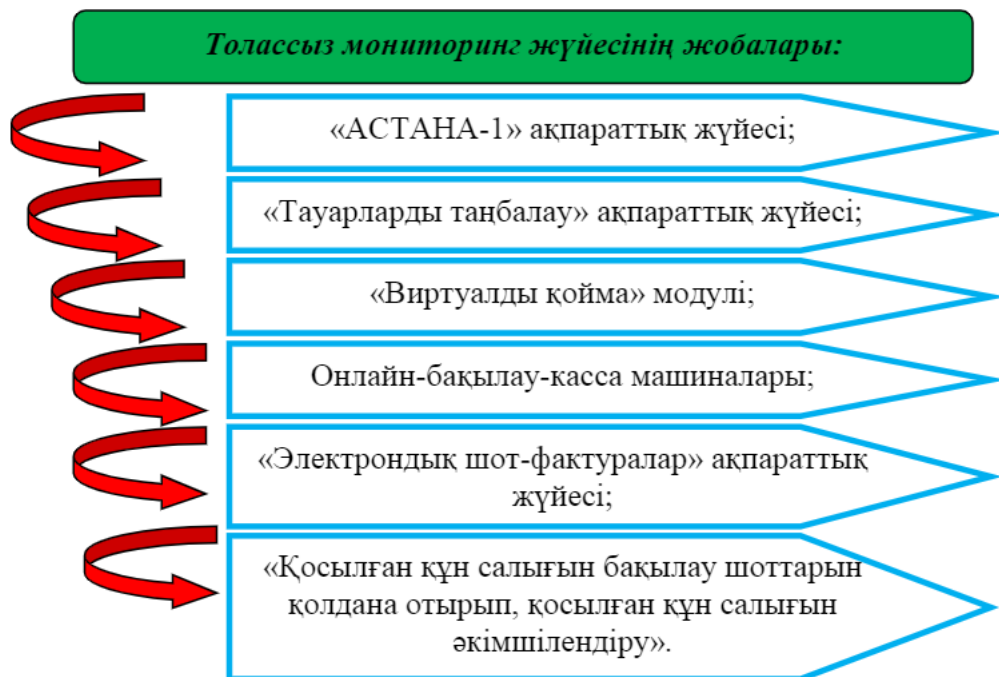 Толассыз мониторинг жүйесінің жобалары:
«АСТАНА-1» ақпараттық жүйесі;
«Тауарларды таңбалау» ақпараттық жүйесі;
«Виртуалды қойма» модулі;
Онлайн-бақылау-касса машиналары;
«Электрондық шот-фактуралар» ақпараттық
жүйесі;
«Қосылған құн салығын бақылау шоттарын
қолдана отырып, қосылған құн салығын
әкімшілендіру».